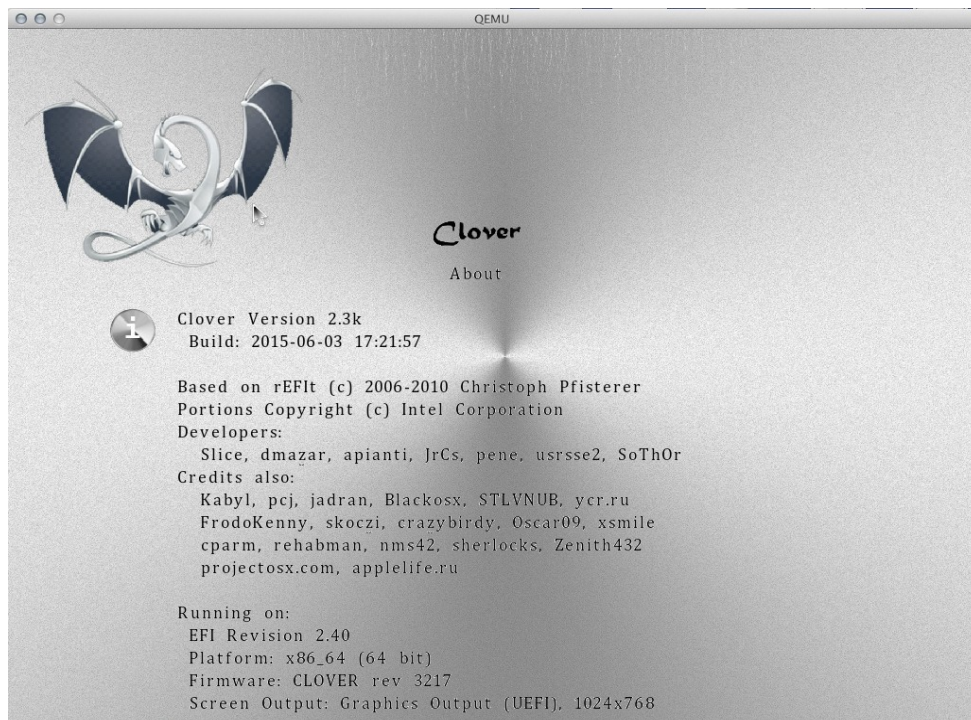 QEMU
Clover
About
Clover Version 2.3k
Build: 2015-06-03 17:21:57
Based on rEFIt (c) 2006-2010 Christoph Pfisterer
Portions Copyright (c) Intel Corporation
Developers:
Slice, dmazar, apianti, JrCs, pene, usrsse2, SoThOr
Credits also:
Kabyl, pcj, jadran, Blackosx, STLVNUB, ycr.ru
FrodoKenny, skoczi, crazybirdy, Oscar09, xsmile
cparm, rehabman, nms42, sherlocks, Zenith432
projectosx.com, applelife.ru
Running on:
EFI Revision 2.40
Platform: x86_64 (64 bit)
Firmware: CLOVER rev 3217
Screen Output: Graphics Output (UEFI), 1024x768